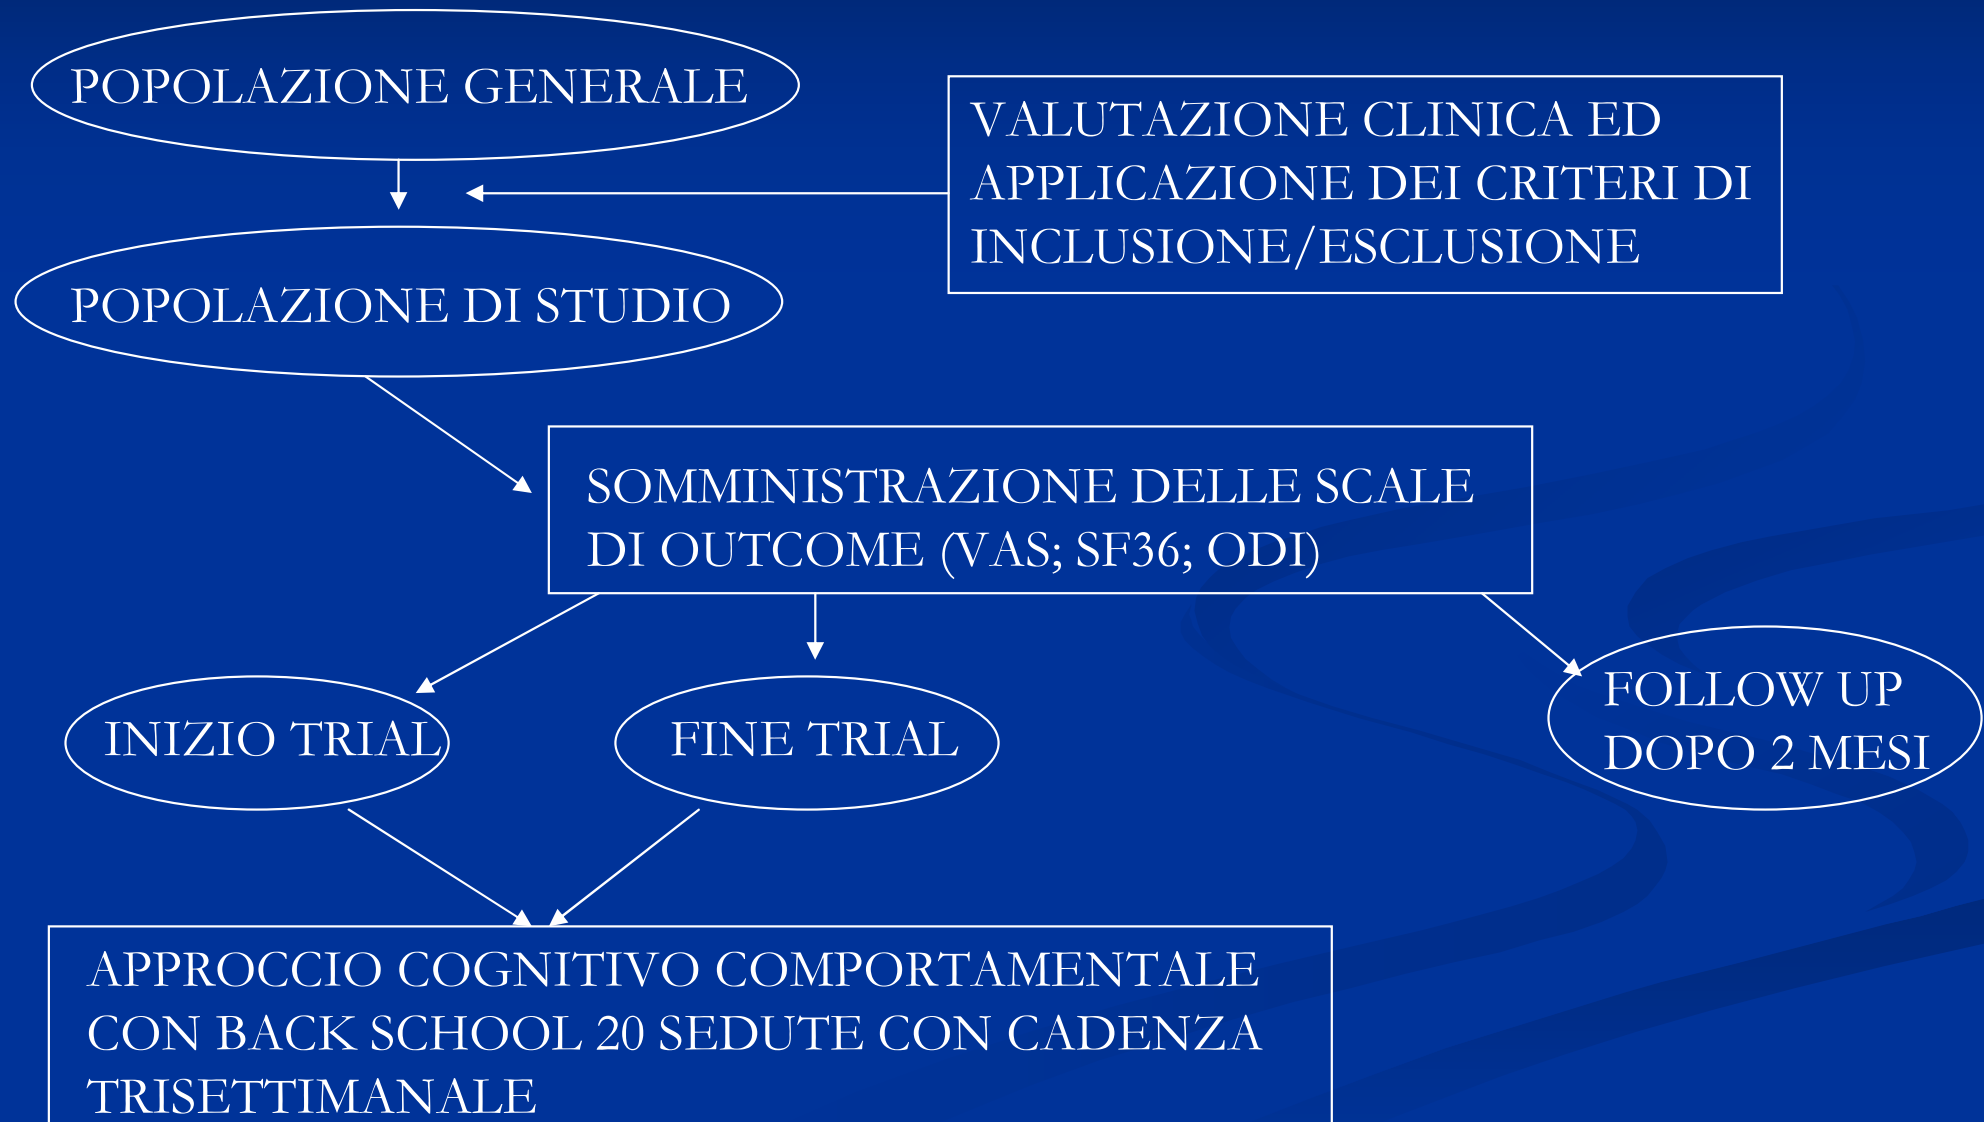 POPOLAZIONE GENERALE
VALUTAZIONE CLINICA ED
APPLICAZIONE DEI CRITERI DI
INCLUSIONE/ESCLUSIONE
POPOLAZIONE DI STUDIO
SOMMINISTRAZIONE DELLE SCALE
DI OUTCOME (VAS; SF36; ODI)
INIZIO TRIAL
FINE TRIAL
FOLLOW UP
DOPO 2 MESI
APPROCCIO COGNITIVO COMPORTAMENTALE
CON BACK SCHOOL 20 SEDUTE CON CADENZA
TRISETTIMANALE